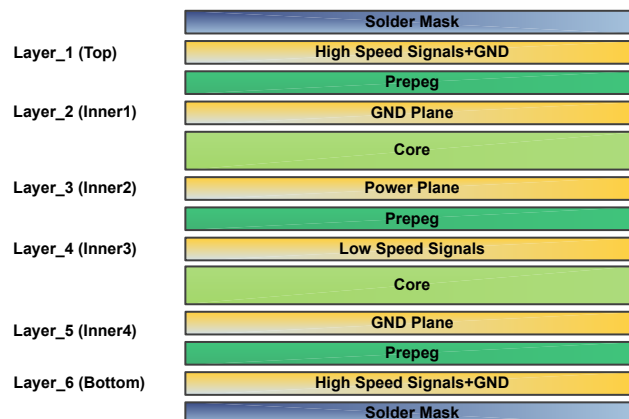 Solder Mask
Layer_1 (Top) High Speed Signals+GND
Prepeg
Layer_2 (Inner1) GND Plane
Core
Layer_3 (Inner2) Power Plane
Prepeg
Layer_4 (Inner3) Low Speed Signals
Core
Layer_5 (Inner4) GND Plane
Prepeg
Layer_6 (Bottom) High Speed Signals+GND
Solder Mask